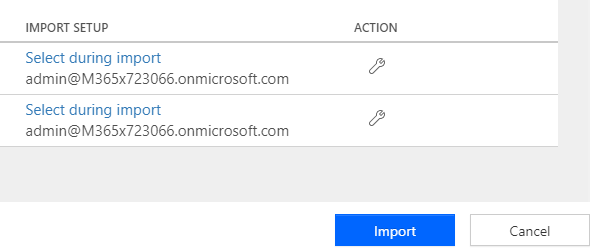 IMPORT SETUP ACTION
Select during import
admin@M365x723066.onmicrosoft.com
Select during import
admin@M365x723066.onmicrosoft.com
Import Cancel